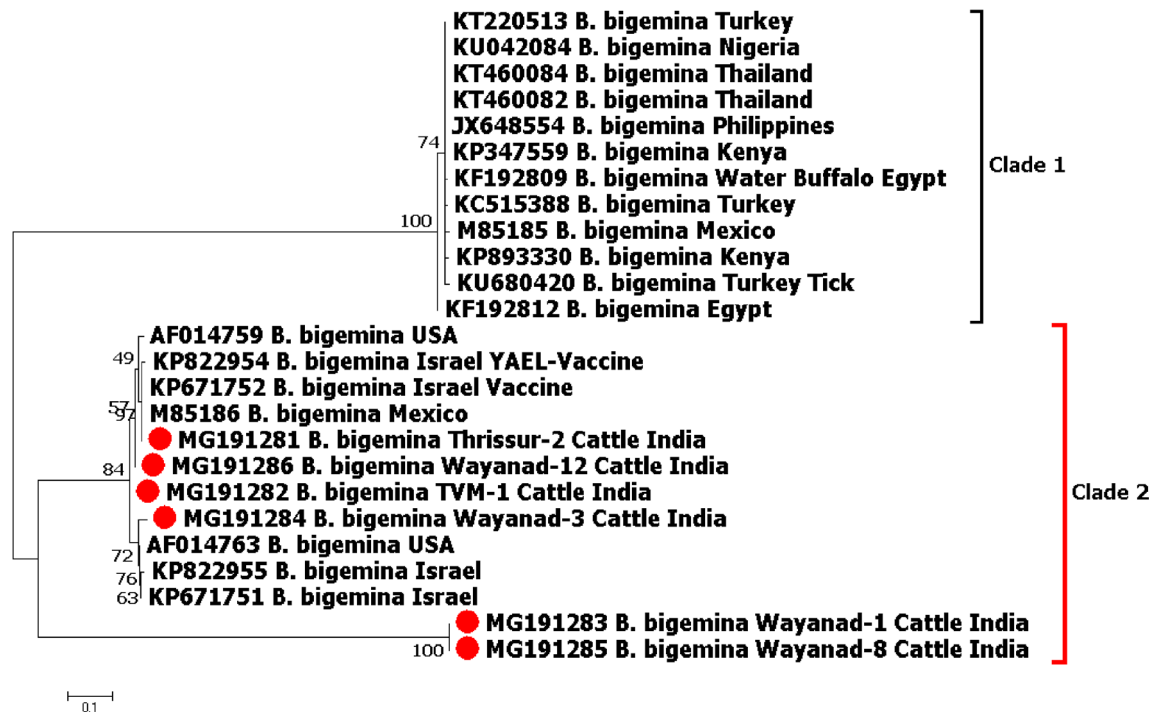 KT220513 B. bigemina Turkey
KU042084 B. bigemina Nigeria
KT460084 B. bigemina Thailand
KT460082 B. bigemina Thailand
JX648554 B. bigemina Philippines
74
KP347559 B. bigemina Kenya
Clade 1
KF192809 B. bigemina Water Buffalo Egypt
KC515388 B. bigemina Turkey
100
M85185 B. bigemina Mexico
KP893330 B. bigemina Kenya
KU680420 B. bigemina Turkey Tick
KF192812 B. bigemina Egypt
AF014759 B. bigemina USA
49
KP822954 B. bigemina Israel YAEL-Vaccine
KP671752 B. bigemina Israel Vaccine
57
97
M85186 B. bigemina Mexico
MG191281 B. bigemina Thrissur-2 Cattle India
84
MG191286 B. bigemina Wayanad-12 Cattle India
MG191282 B. bigemina TVM-1 Cattle India
Clade 2
MG191284 B. bigemina Wayanad-3 Cattle India
AF014763 B. bigemina USA
72
KP822955 B. bigemina Israel
76
63
KP671751 B. bigemina Israel
MG191283 B. bigemina Wayanad-1 Cattle India
100
MG191285 B. bigemina Wayanad-8 Cattle India
0.1